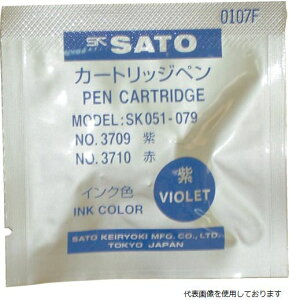 0107F
SK SATO
カートリッジペン
PEN CARTRIDGE
MODEL:SK051-079
NO.3709 紫
NO.3710 赤
インク色
INK COLOR
紫
VIOLET
SATO KEIRYOKI MFG.CO.,LTD.
TOKYO JAPAN
代表画像を使用しております